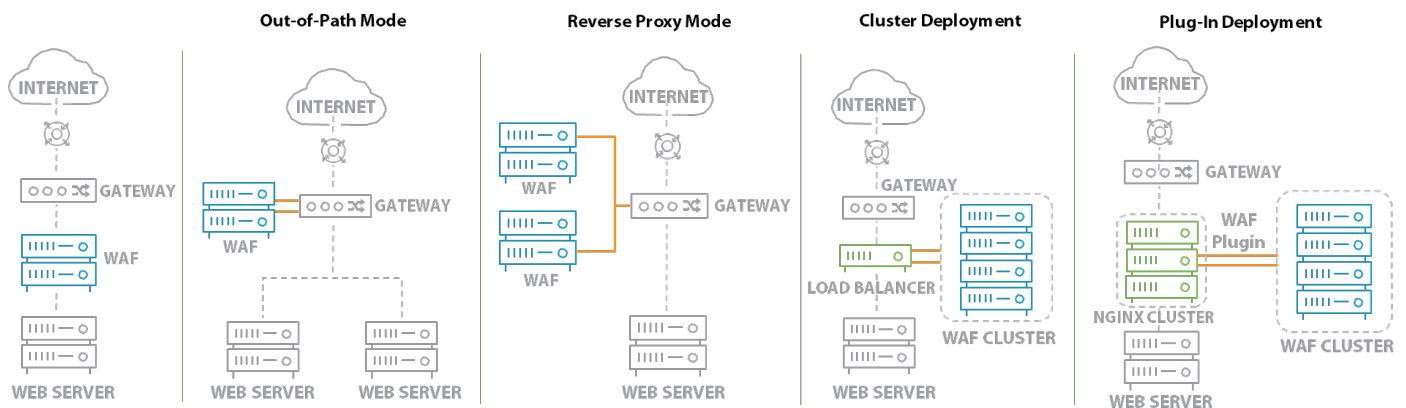 Out-of-Path Mode
Reverse Proxy Mode
Cluster Deployment
Plug-In Deployment
INTERNET
GATEWAY
WAF
WEB SERVER
INTERNET
GATEWAY
WAF
WEB SERVER
WEB SERVER
INTERNET
WAF
GATEWAY
WAF
WEB SERVER
INTERNET
GATEWAY
LOAD BALANCER
WAF CLUSTER
WEB SERVER
INTERNET
GATEWAY
WAF
Plugin
NGINX CLUSTER
WAF CLUSTER
WEB SERVER